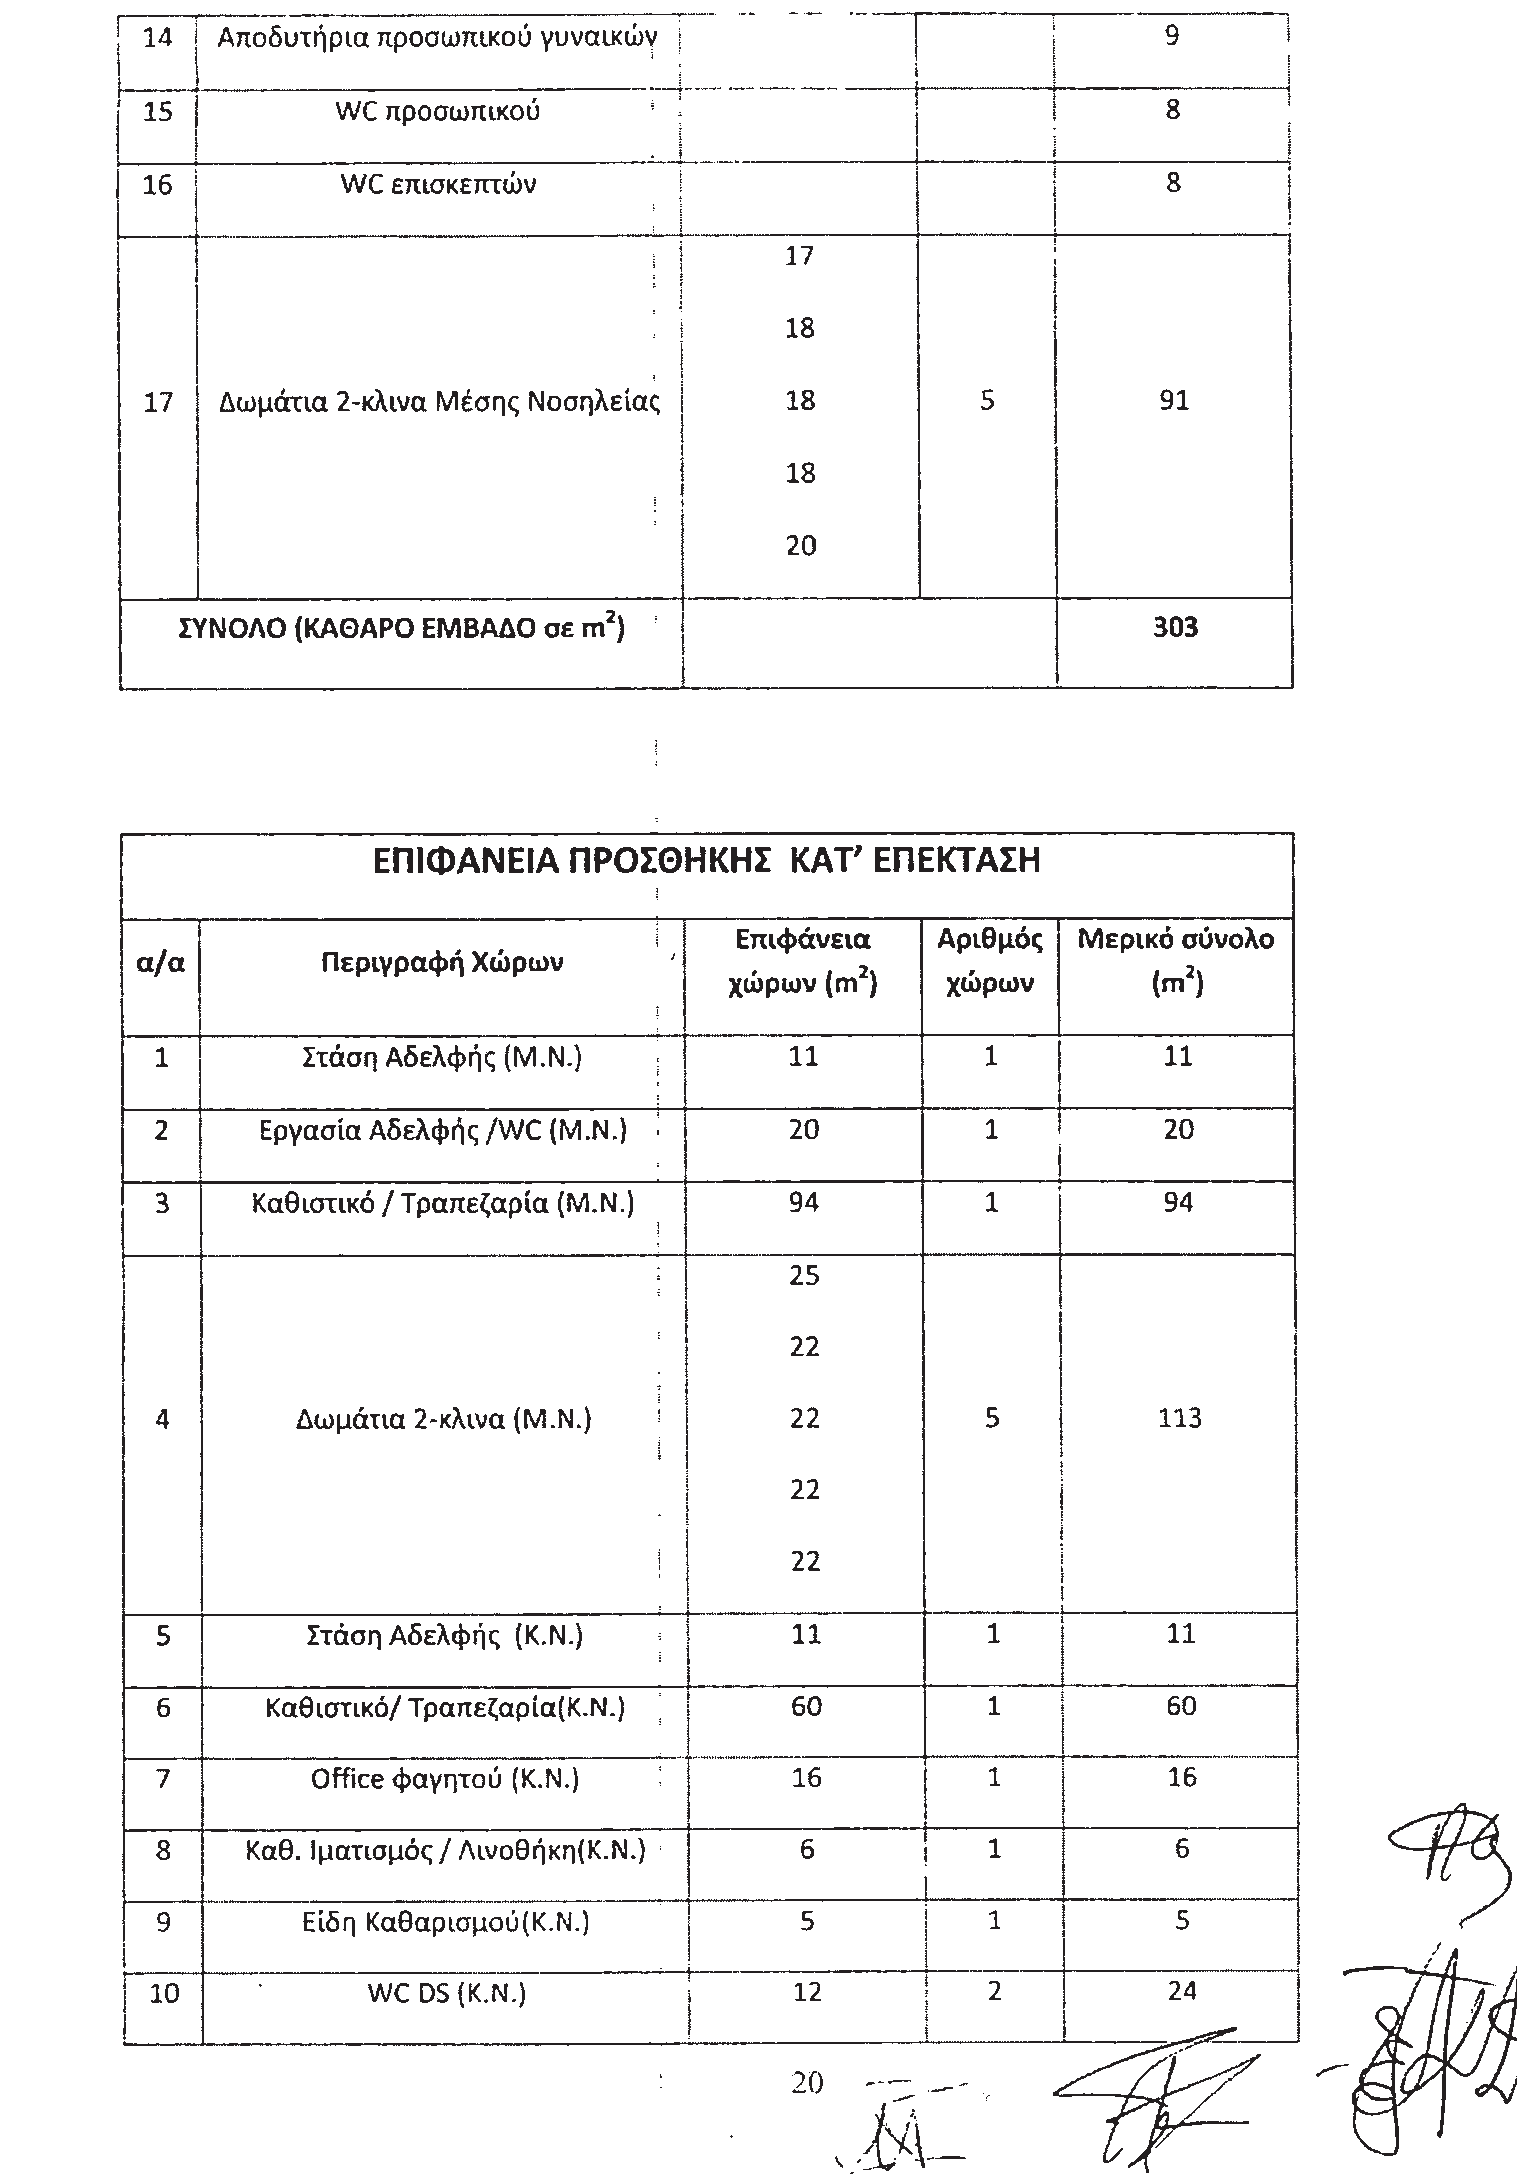 14 Αποδυτήρια προσωπικού γυναικών 9
15 WC προσωπικού 8
16 WC επισκεπτών 8
17
18
17 Δωμάτια 2-κλινα Μέσης Νοσηλείας 18 5 91
18
20
ΣΥΝΟΛΟ (ΚΑΘΑΡΟ ΕΜΒΑΔΟ σε m²) 303
ΕΠΙΦΑΝΕΙΑ ΠΡΟΣΘΗΚΗΣ ΚΑΤ’ ΕΠΕΚΤΑΣΗ
α/α Περιγραφή Χώρων Επιφάνεια χώρων (m²) Αριθμός χώρων Μερικό σύνολο (m²)
1 Στάση Αδελφής (Μ.Ν.) 11 1 11
2 Εργασία Αδελφής /WC (Μ.Ν.) 20 1 20
3 Καθιστικό / Τραπεζαρία (Μ.Ν.) 94 1 94
25
22
4 Δωμάτια 2-κλινα (Μ.Ν.) 22 5 113
22
22
5 Στάση Αδελφής (Κ.Ν.) 11 1 11
6 Καθιστικό/ Τραπεζαρία(Κ.Ν.) 60 1 60
7 Office φαγητού (Κ.Ν.) 16 1 16
8 Καθ. Ιματισμός / Λινοθήκη(Κ.Ν.) 6 1 6
9 Είδη Καθαρισμού(Κ.Ν.) 5 1 5
10 WC DS (Κ.Ν.) 12 2 24
20